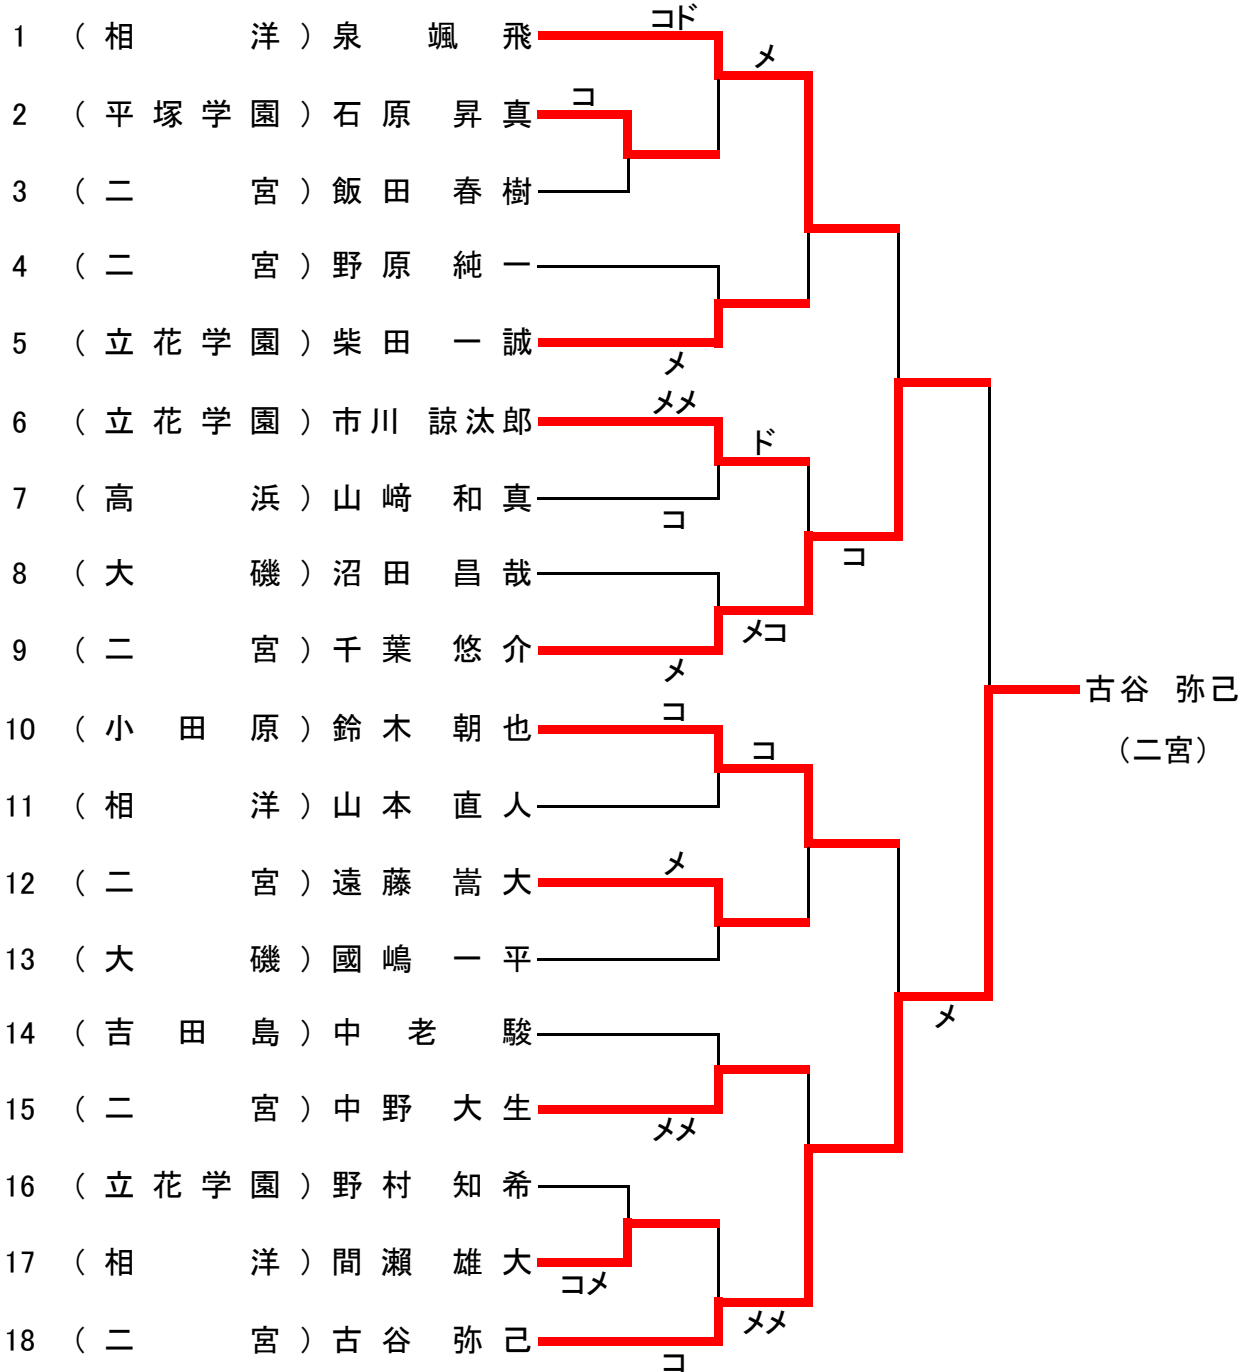 コド
1 （相洋）泉 颯飛
メ
コ
2 （平塚学園）石原 昇真
3 （二宮）飯田 春樹
4 （二宮）野原 純一
5 （立花学園）柴田 一誠
メ
メメ
6 （立花学園）市川 諒汰郎
ド
7 （高浜）山﨑 和真
コ
コ
8 （大磯）沼田 昌哉
メコ
9 （二宮）千葉 悠介
メ
古谷 弥己
（二宮）
コ
10 （小田原）鈴木 朝也
コ
11 （相洋）山本 直人
メ
12 （二宮）遠藤 嵩大
13 （大磯）國嶋 一平
メ
14 （吉田島）中老 駿
15 （二宮）中野 大生
メメ
16 （立花学園）野村 知希
17 （相洋）間瀬 雄大
コメ
メメ
18 （二宮）古谷 弥己
コ